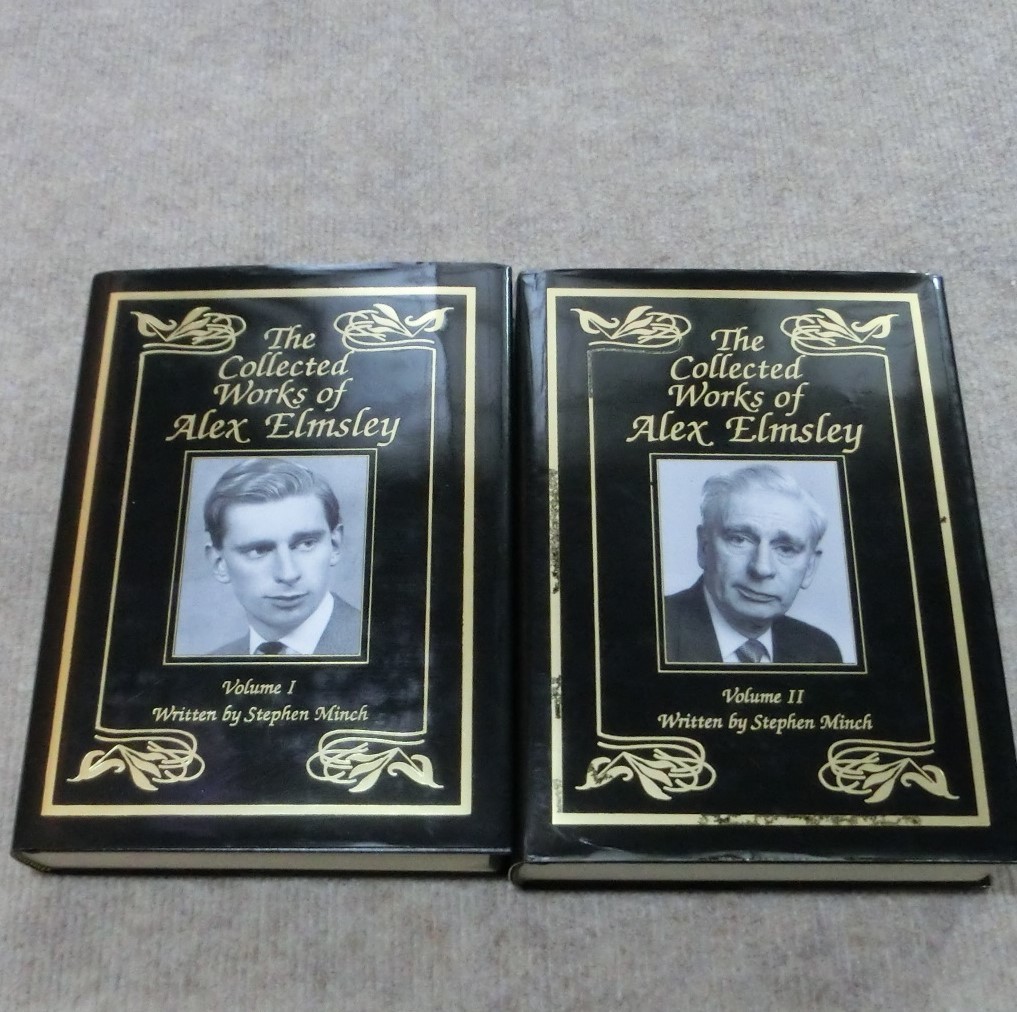 The
Collected
Works of
Alex Elmsley
Volume I
Written by Stephen Minch
The
Collected
Works of
Alex Elmsley
Volume II
Written by Stephen Minch